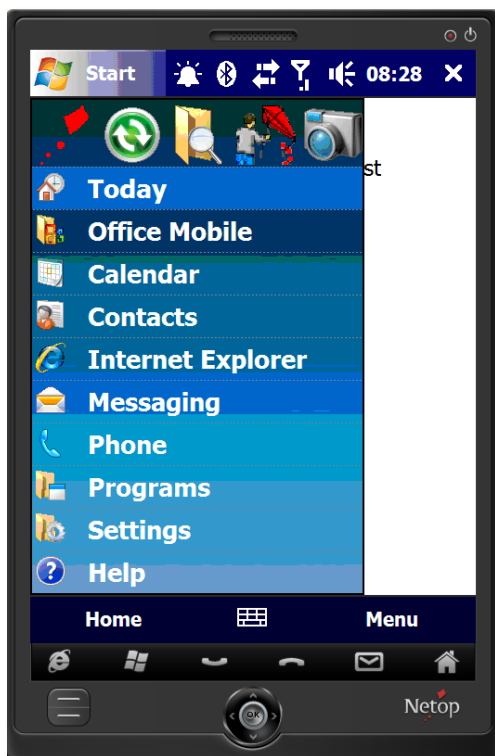 Start 08:28
st
Today
Office Mobile
Calendar
Contacts
Internet Explorer
Messaging
Phone
Programs
Settings
Help
Home Menu
OK
Netop